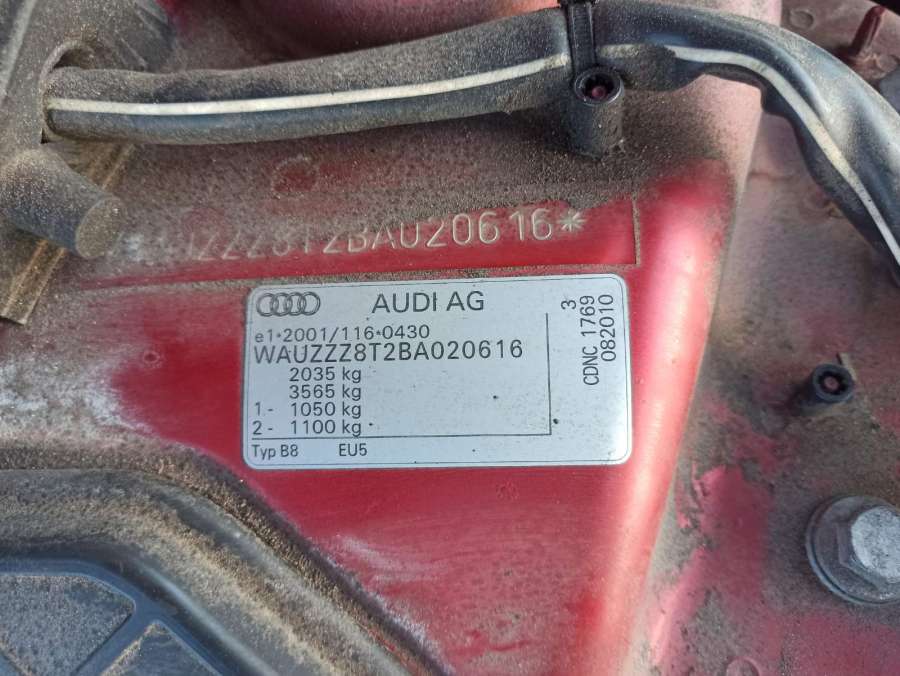 ZZZ8T2BA020616*
AUDI AG
e1*2001/116*0430
WAUZZZ8T2BA020616
2035 kg
3565 kg
1- 1050 kg
2- 1100 kg
Typ B8 EU5
3
CDNC 1769
082010